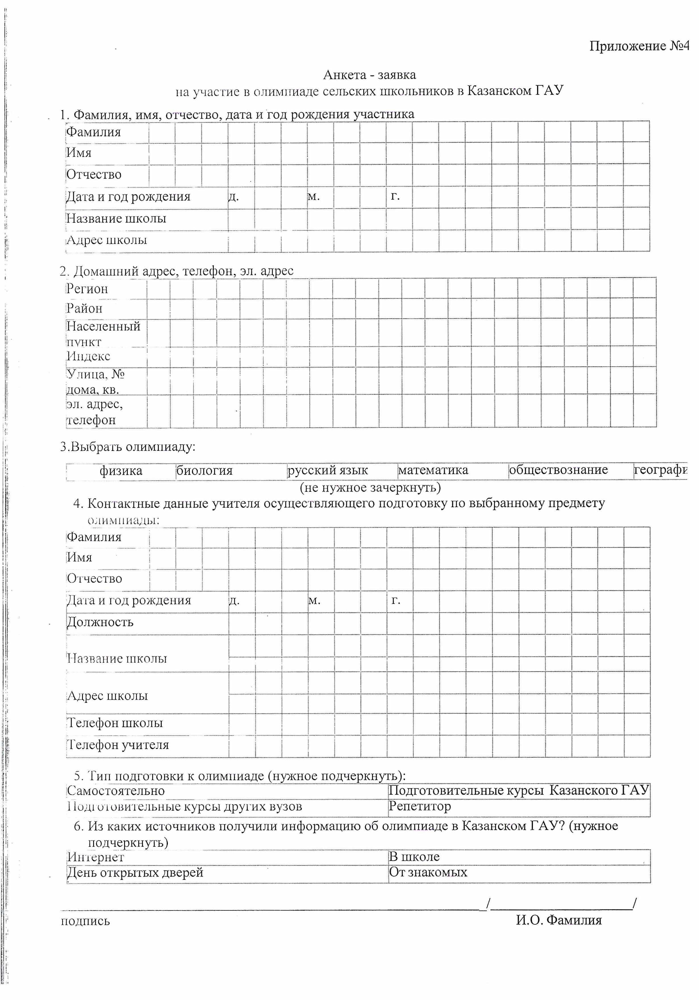 Приложение №4
Анкета - заявка
на участие в олимпиаде сельских школьников в Казанском ГАУ
1. Фамилия, имя, отчество, дата и год рождения участника
Фамилия
Имя
Отчество
Дата и год рождения д. м. г.
Название школы
Адрес школы
2. Домашний адрес, телефон, эл. адрес
Регион
Район
Населенный
пункт
Индекс
Улица, №
дома, кв.
эл. адрес,
телефон
3.Выбрать олимпиаду:
физика биология русский язык математика обществознание географи
(не нужное зачеркнуть)
4. Контактные данные учителя осуществляющего подготовку по выбранному предмету
олимпиады:
Фамилия
Имя
Отчество
Дата и год рождения д. м. г.
Должность
Название школы
Адрес школы
Телефон школы
Телефон учителя
5. Тип подготовки к олимпиаде (нужное подчеркнуть):
Самостоятельно Подготовительные курсы Казанского ГАУ
Подготовительные курсы других вузов Репетитор
6. Из каких источников получили информацию об олимпиаде в Казанском ГАУ? (нужное
подчеркнуть)
Интернет В школе
День открытых дверей От знакомых
/ /
подпись И.О. Фамилия